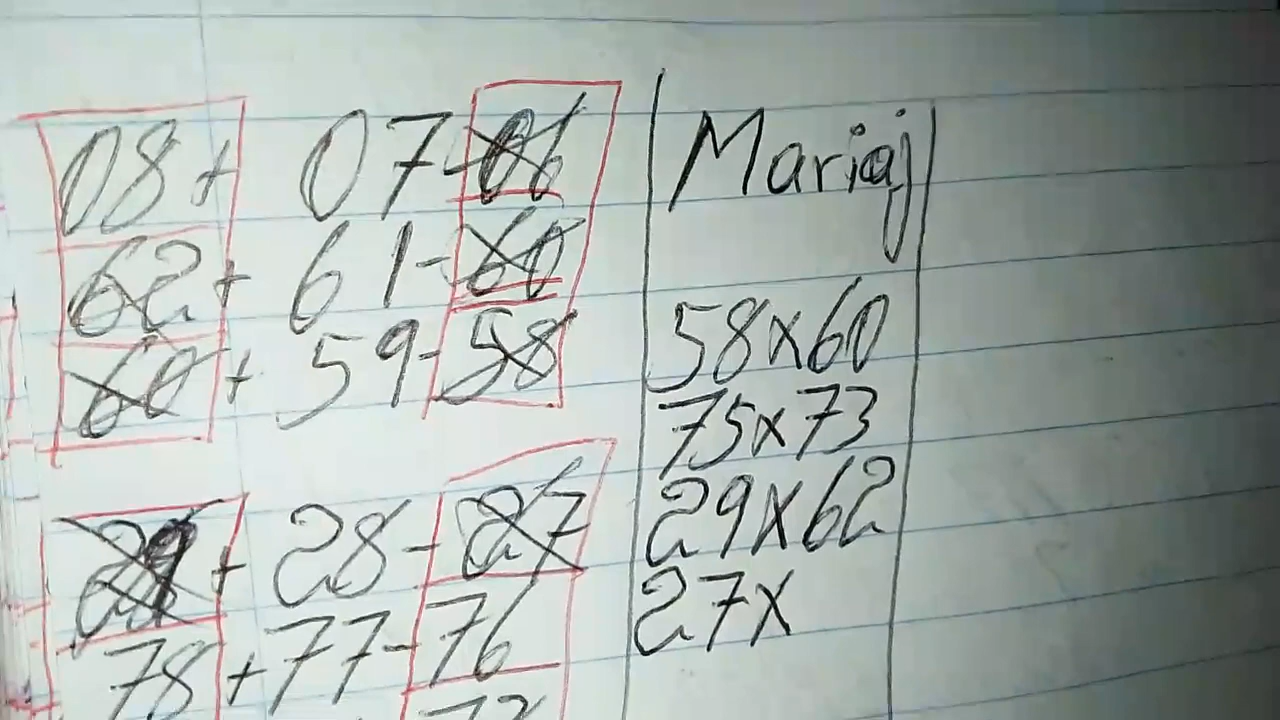 08+ 07-06
62+ 61-60
60+ 59-58
29+ 28-27
78+77-76
Mariaj
58x60
75x73
29x62
27x